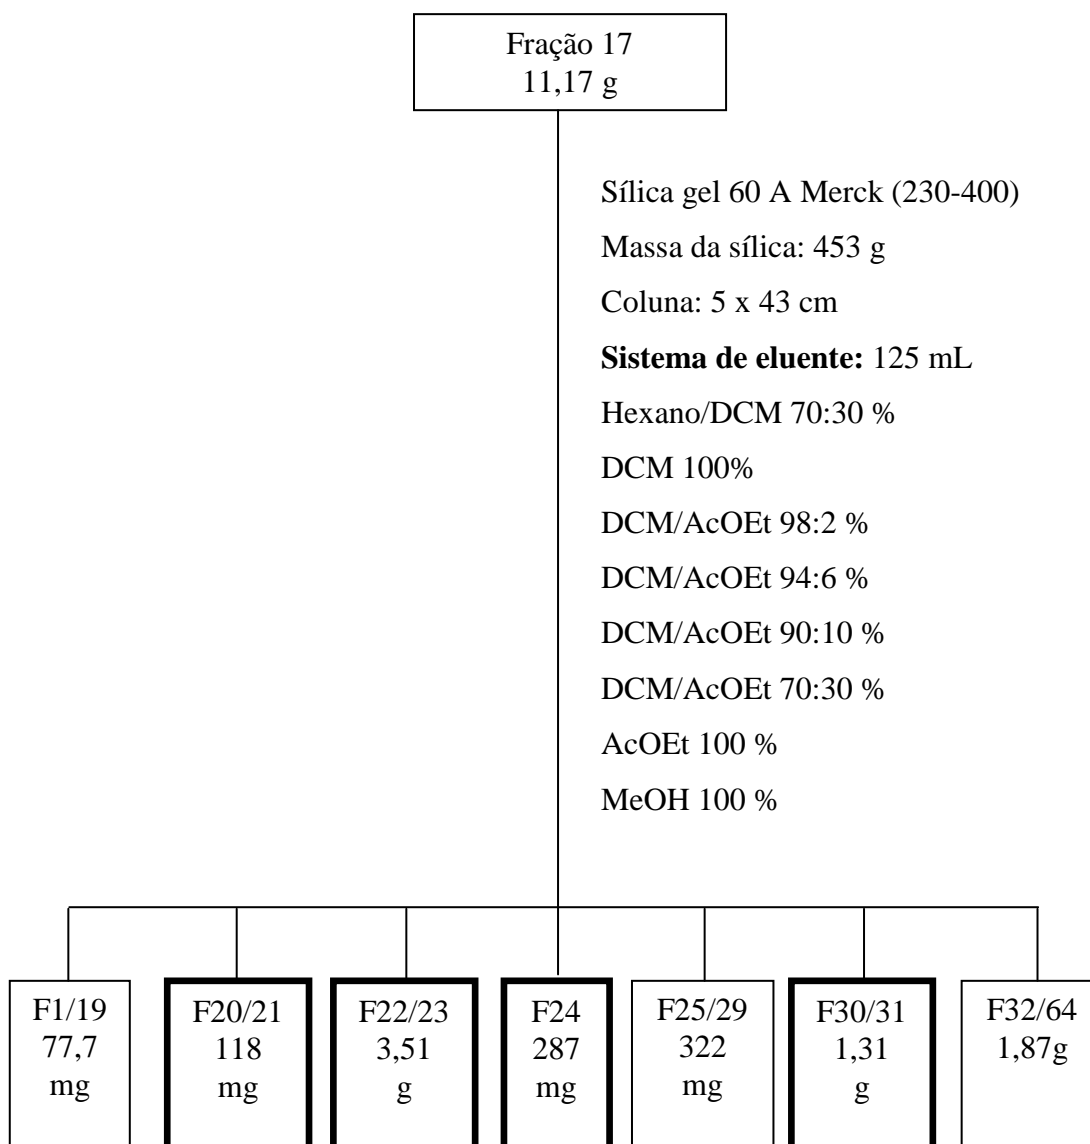 Fração 17
11,17 g
Sílica gel 60 A Merck (230-400)
Massa da sílica: 453 g
Coluna: 5 x 43 cm
Sistema de eluente: 125 mL
Hexano/DCM 70:30 %
DCM 100%
DCM/AcOEt 98:2 %
DCM/AcOEt 94:6 %
DCM/AcOEt 90:10 %
DCM/AcOEt 70:30 %
AcOEt 100 %
MeOH 100 %
F1/19
77,7
mg
F20/21
118
mg
F22/23
3,51
g
F24
287
mg
F25/29
322
mg
F30/31
1,31
g
F32/64
1,87g